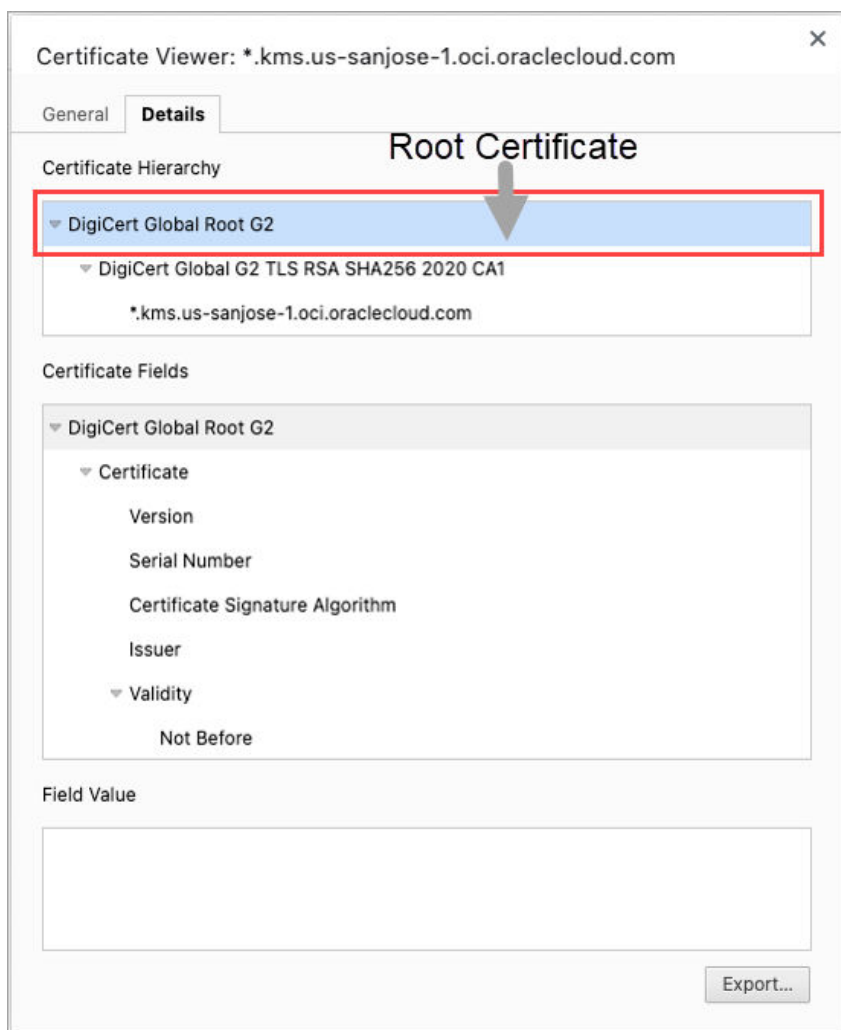 Certificate Viewer: *.kms.us-sanjose-1.oci.oraclecloud.com
General Details
Root Certificate
Certificate Hierarchy
DigiCert Global Root G2
DigiCert Global G2 TLS RSA SHA256 2020 CA1
*.kms.us-sanjose-1.oci.oraclecloud.com
Certificate Fields
DigiCert Global Root G2
Certificate
Version
Serial Number
Certificate Signature Algorithm
Issuer
Validity
Not Before
Field Value
Export...